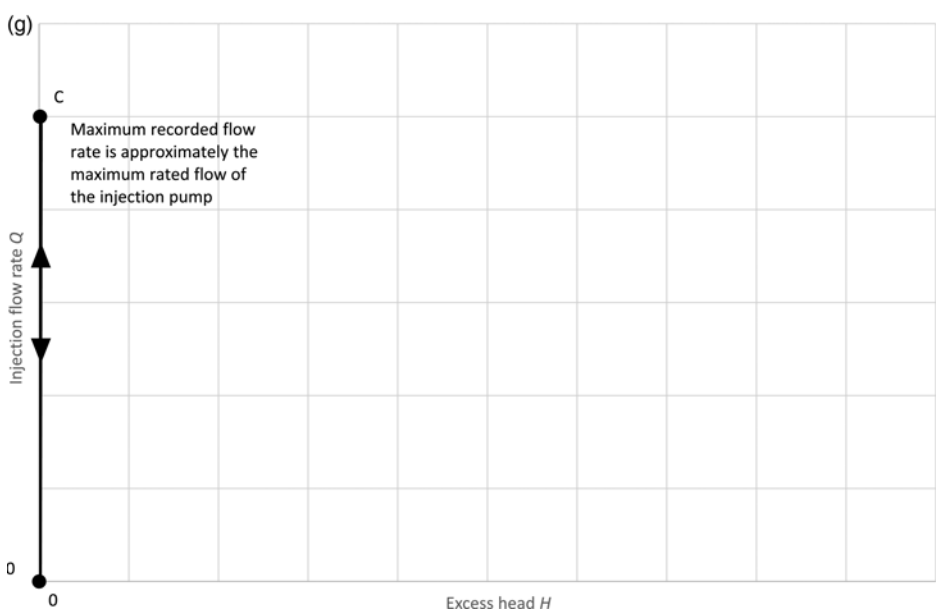 (g)
C
Maximum recorded flow
rate is approximately the
maximum rated flow of
the injection pump
Injection flow rate Q
0
0
Excess head H